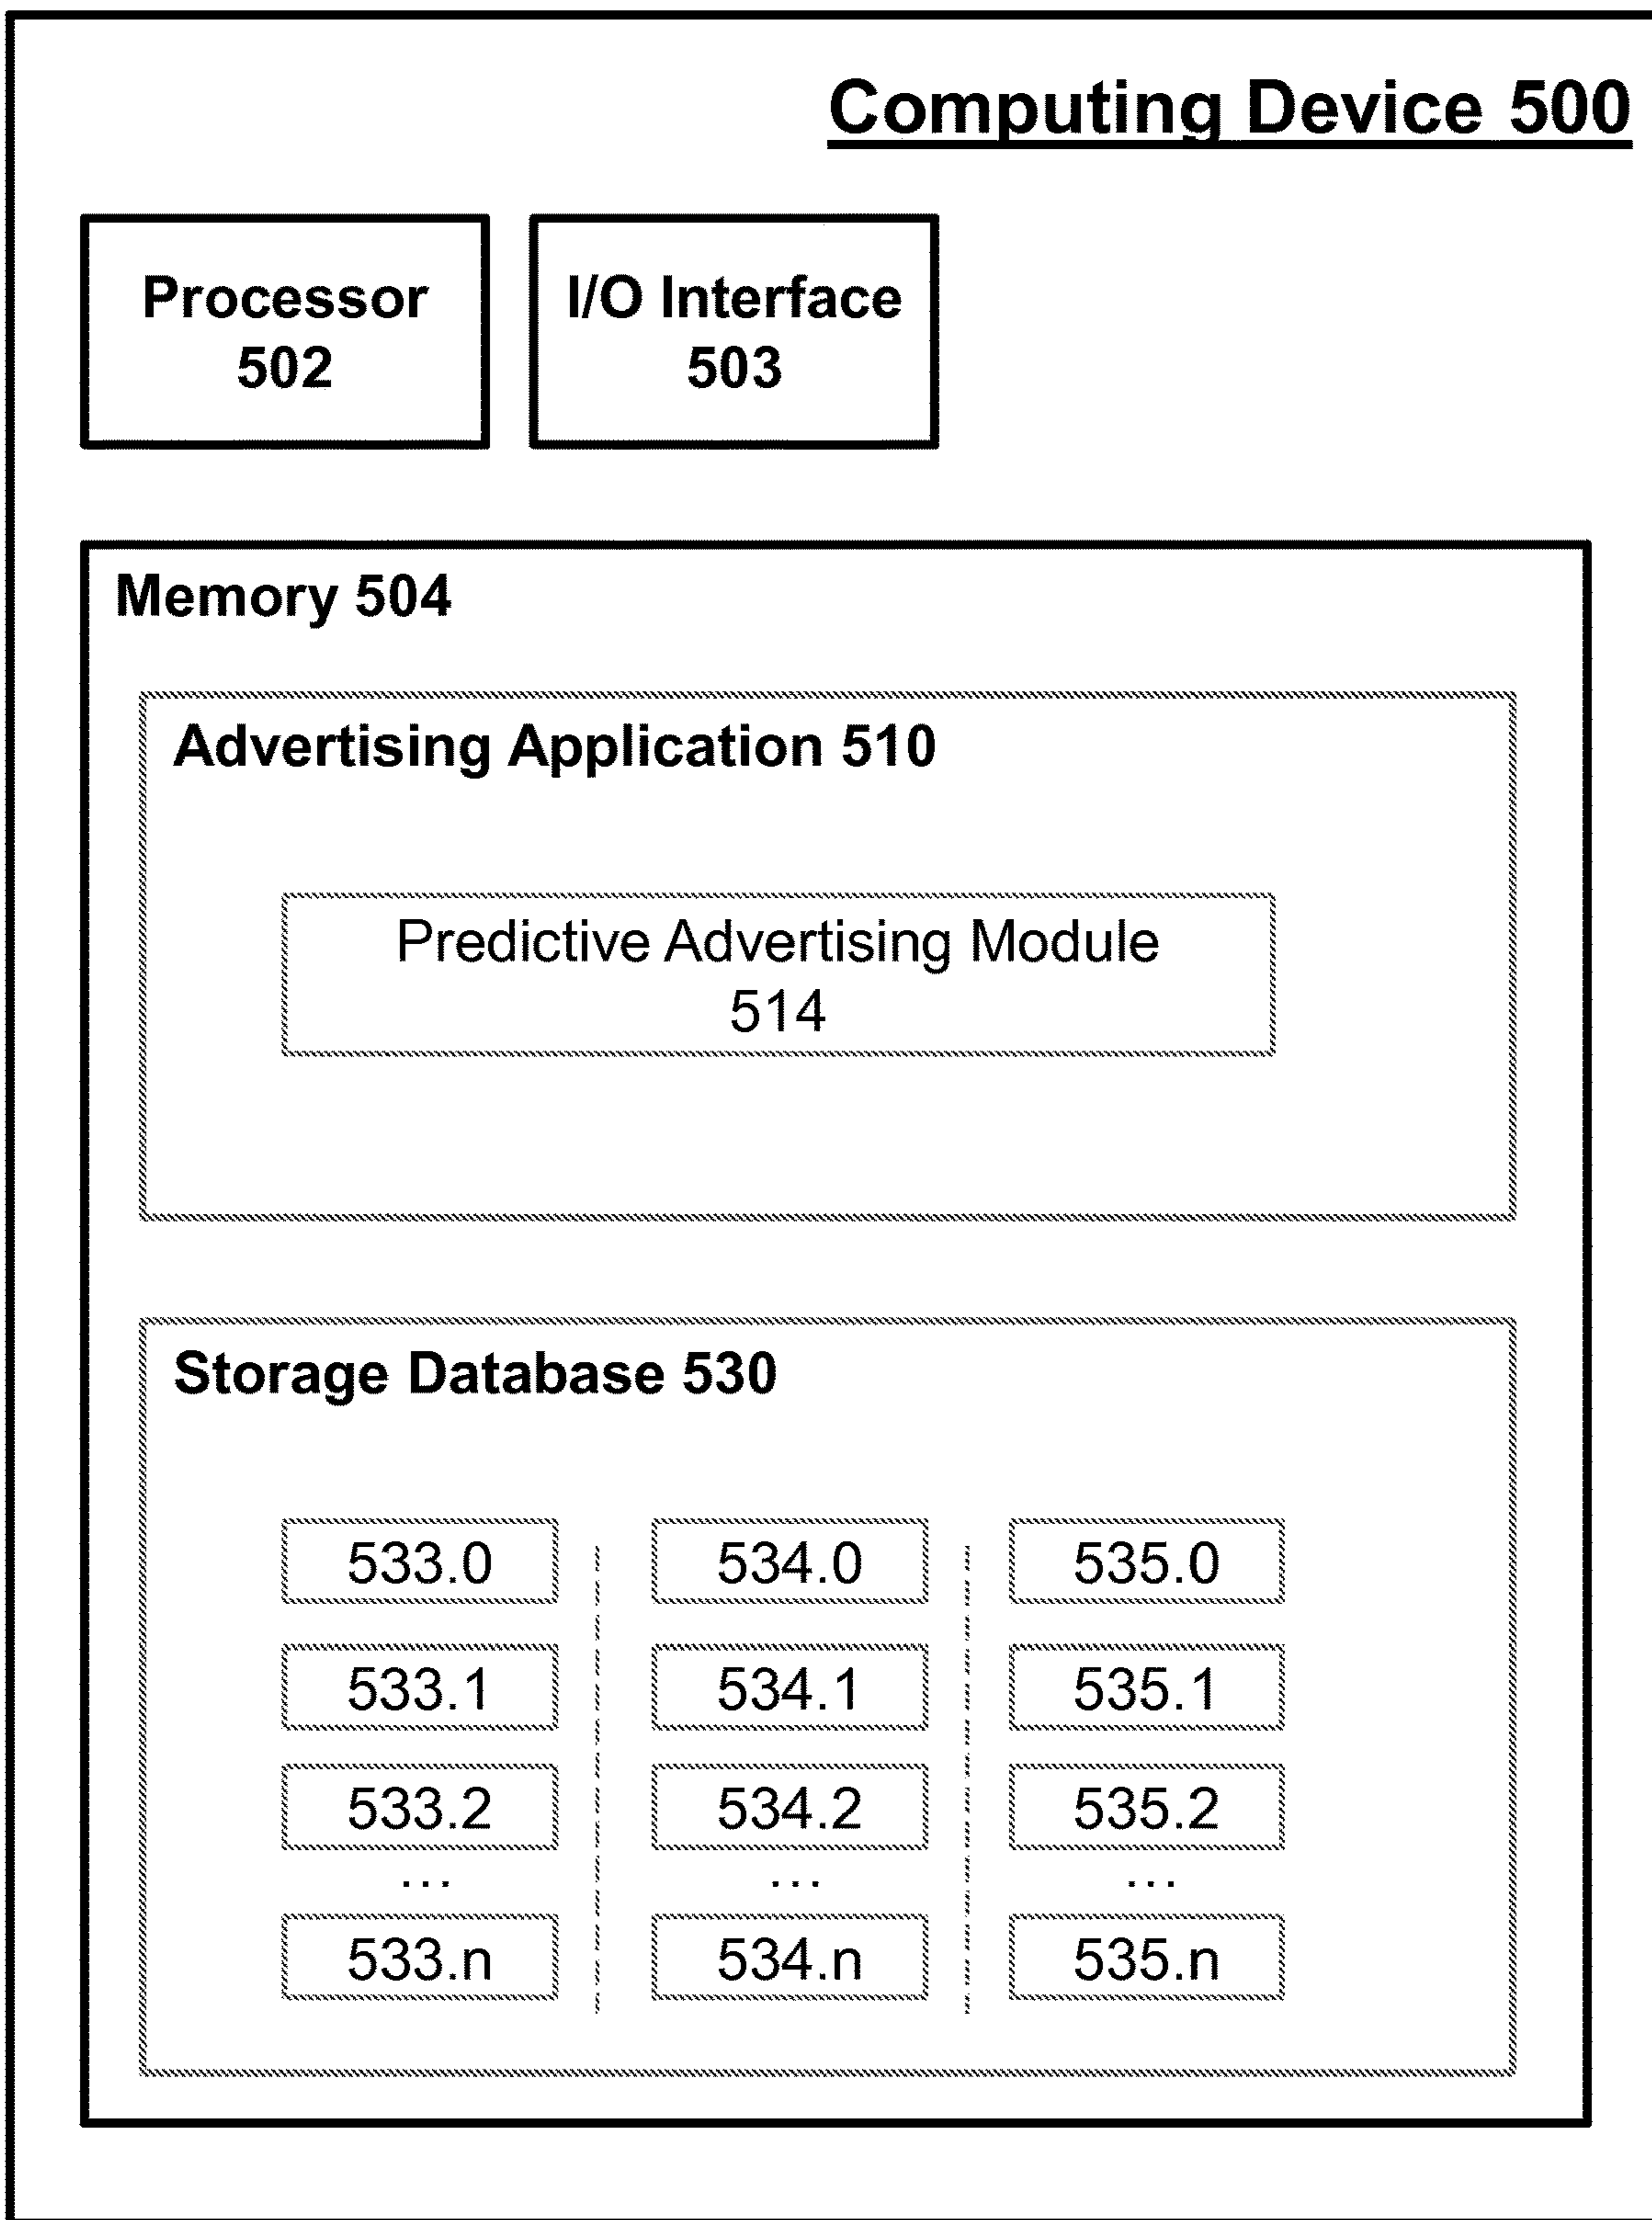 Computing Device 500
Processor
502
I/O Interface
503
Memory 504
Advertising Application 510
Predictive Advertising Module
514
Storage Database 530
533.0 534.0 535.0
533.1 534.1 535.1
533.2 534.2 535.2
... ... ...
533.n 534.n 535.n